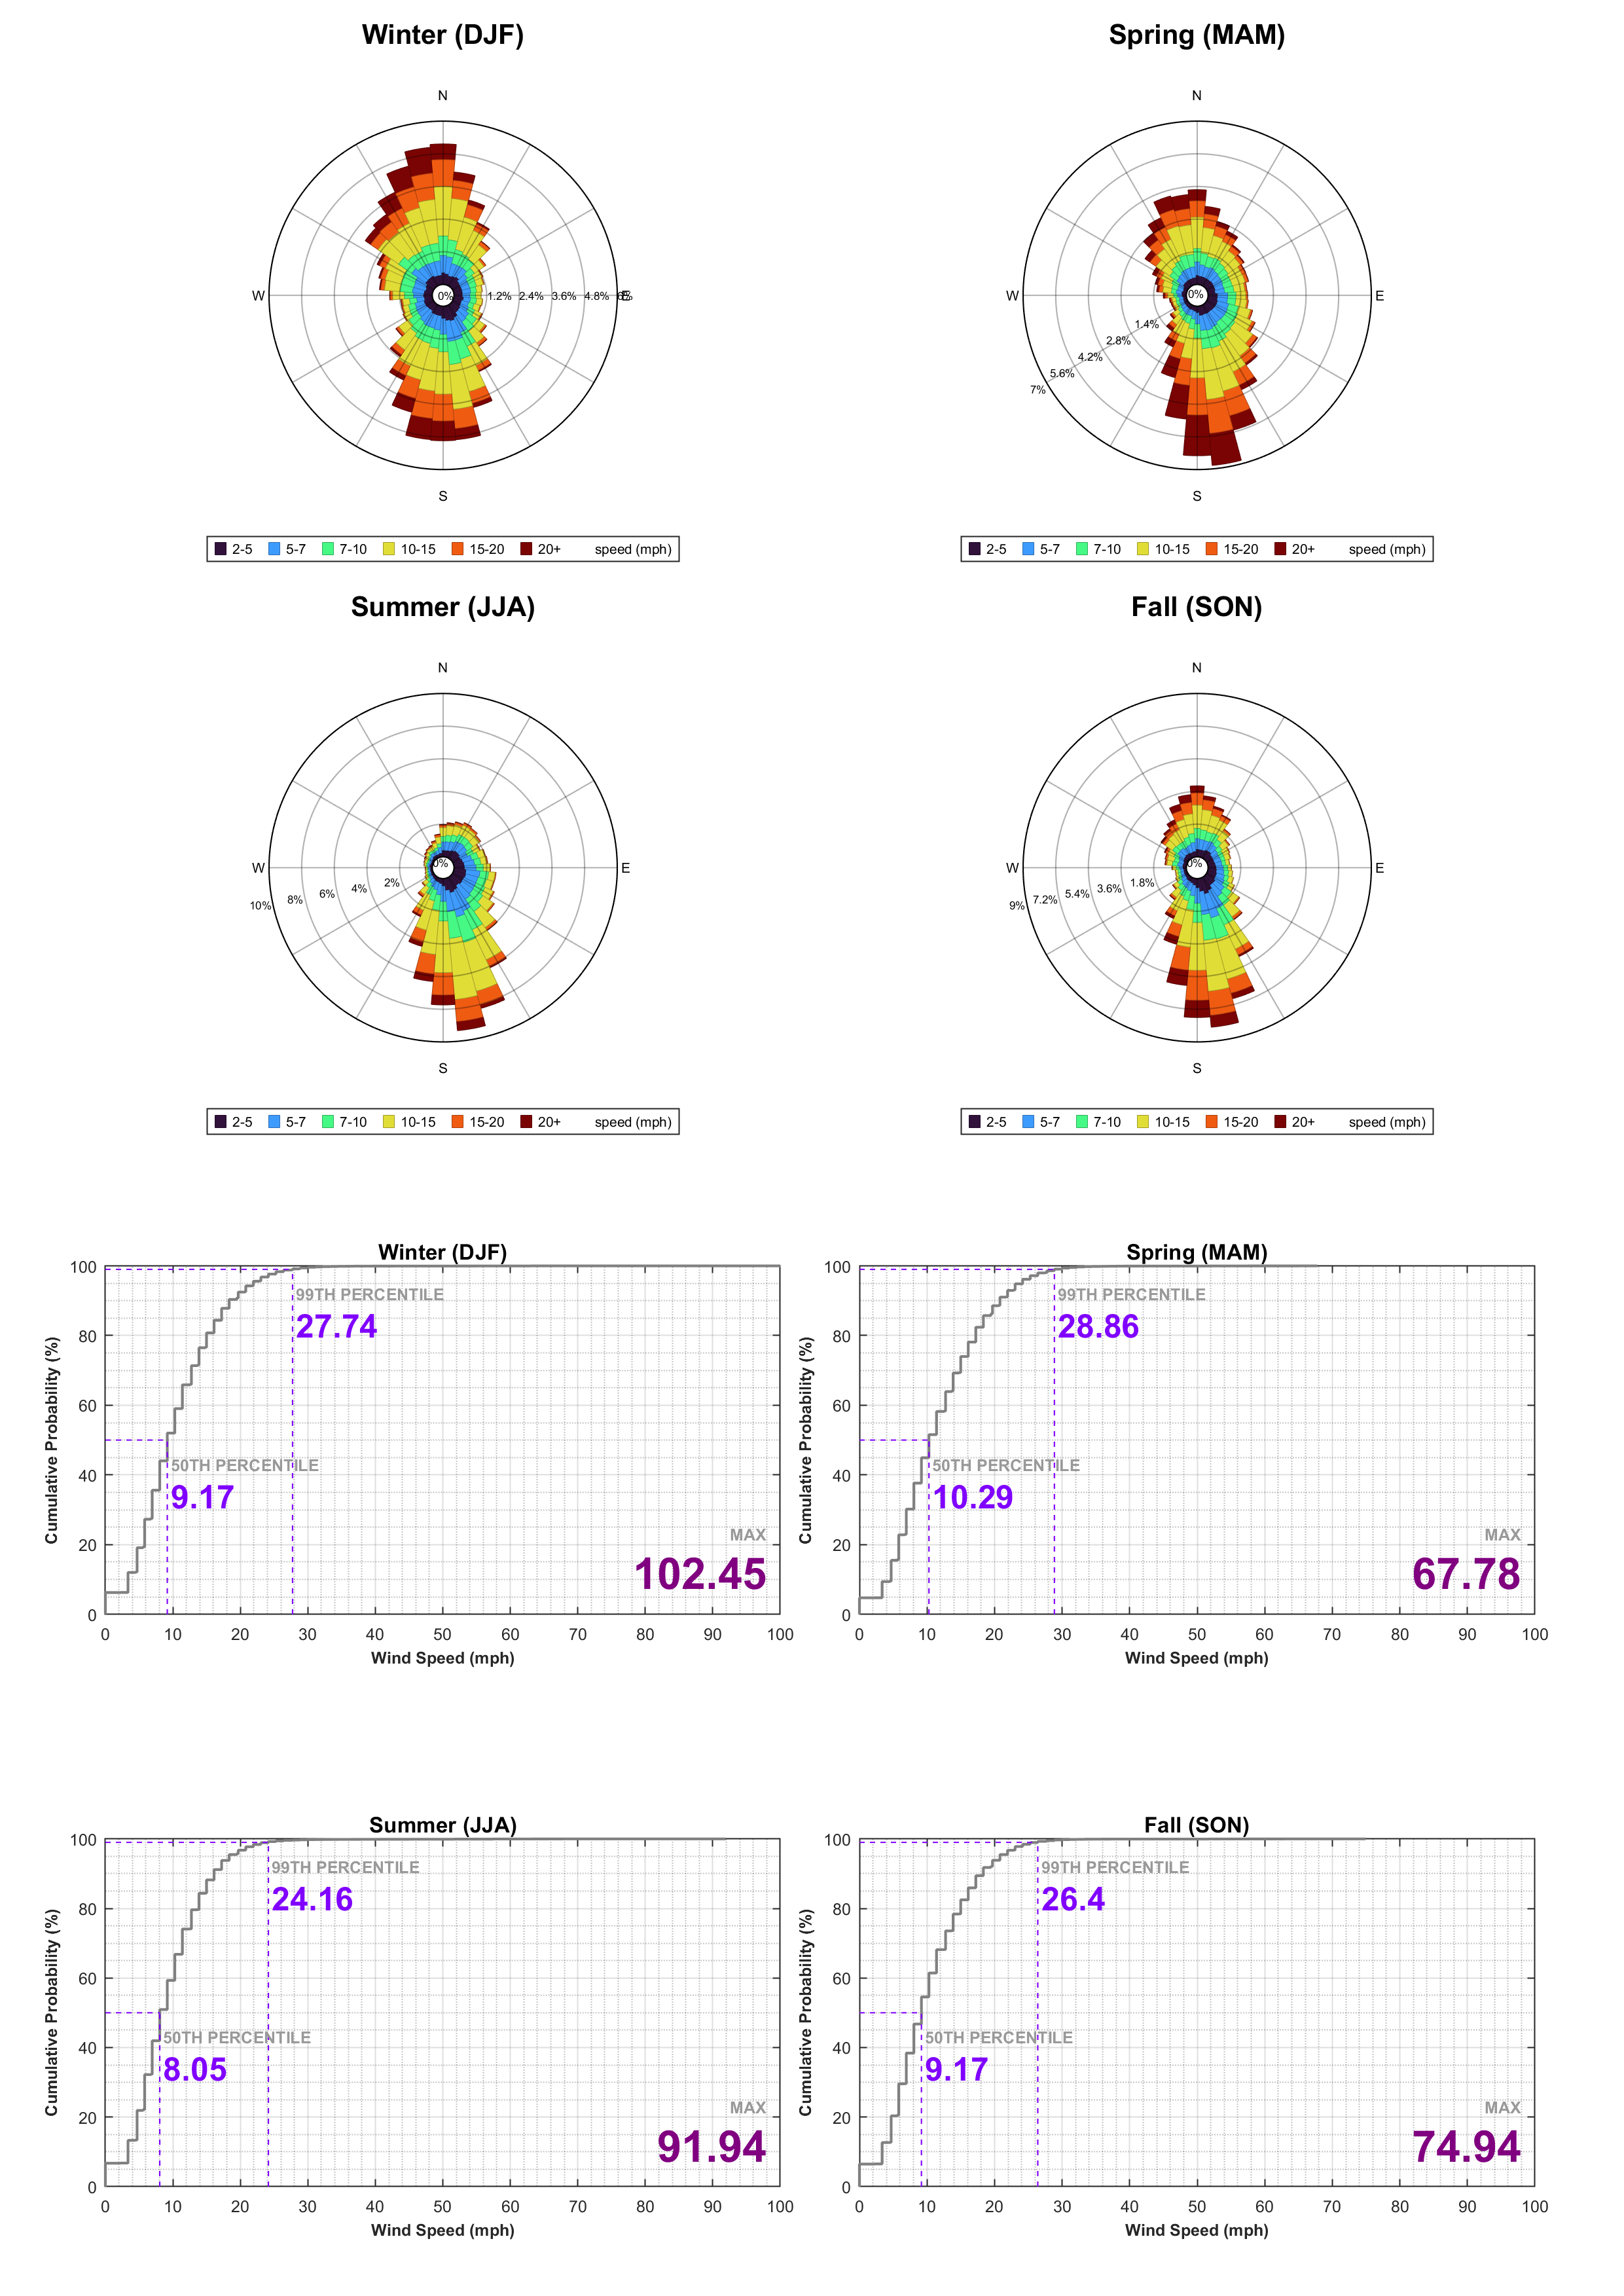 Winter (DJF)
N
W
0%
1.2%
2.4%
3.6%
4.8%
6%
E
S
2-5 5-7 7-10 10-15 15-20 20+ speed (mph)
Spring (MAM)
N
W
0%
E
1.4%
2.8%
4.2%
5.6%
7%
S
2-5 5-7 7-10 10-15 15-20 20+ speed (mph)
Summer (JJA)
N
W
0%
E
2%
4%
6%
8%
10%
S
2-5 5-7 7-10 10-15 15-20 20+ speed (mph)
Fall (SON)
N
W
0%
E
1.8%
3.6%
5.4%
7.2%
9%
S
2-5 5-7 7-10 10-15 15-20 20+ speed (mph)
Winter (DJF)
Cumulative Probability (%)
100
80
60
40
20
0
99TH PERCENTILE
27.74
50TH PERCENTILE
9.17
MAX
102.45
0 10 20 30 40 50 60 70 80 90 100
Wind Speed (mph)
Spring (MAM)
Cumulative Probability (%)
100
80
60
40
20
0
99TH PERCENTILE
28.86
50TH PERCENTILE
10.29
MAX
67.78
0 10 20 30 40 50 60 70 80 90 100
Wind Speed (mph)
Summer (JJA)
Cumulative Probability (%)
100
80
60
40
20
0
99TH PERCENTILE
24.16
50TH PERCENTILE
8.05
MAX
91.94
0 10 20 30 40 50 60 70 80 90 100
Wind Speed (mph)
Fall (SON)
Cumulative Probability (%)
100
80
60
40
20
0
99TH PERCENTILE
26.4
50TH PERCENTILE
9.17
MAX
74.94
0 10 20 30 40 50 60 70 80 90 100
Wind Speed (mph)